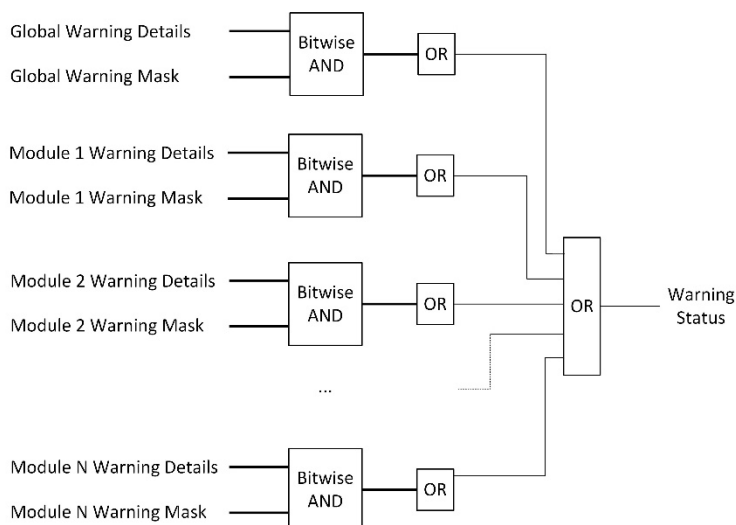 Global Warning Details
Global Warning Mask
Bitwise
AND
OR
Module 1 Warning Details
Module 1 Warning Mask
Bitwise
AND
OR
Module 2 Warning Details
Module 2 Warning Mask
Bitwise
AND
OR
OR
Warning
Status
...
Module N Warning Details
Module N Warning Mask
Bitwise
AND
OR